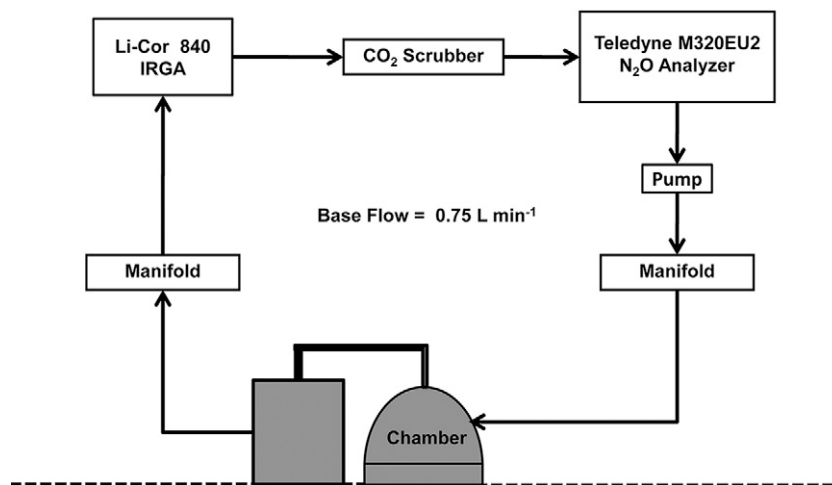 Li-Cor 840
IRGA
CO₂ Scrubber
Teledyne M320EU2
N₂O Analyzer
Pump
Base Flow = 0.75 L min⁻¹
Manifold
Manifold
Chamber